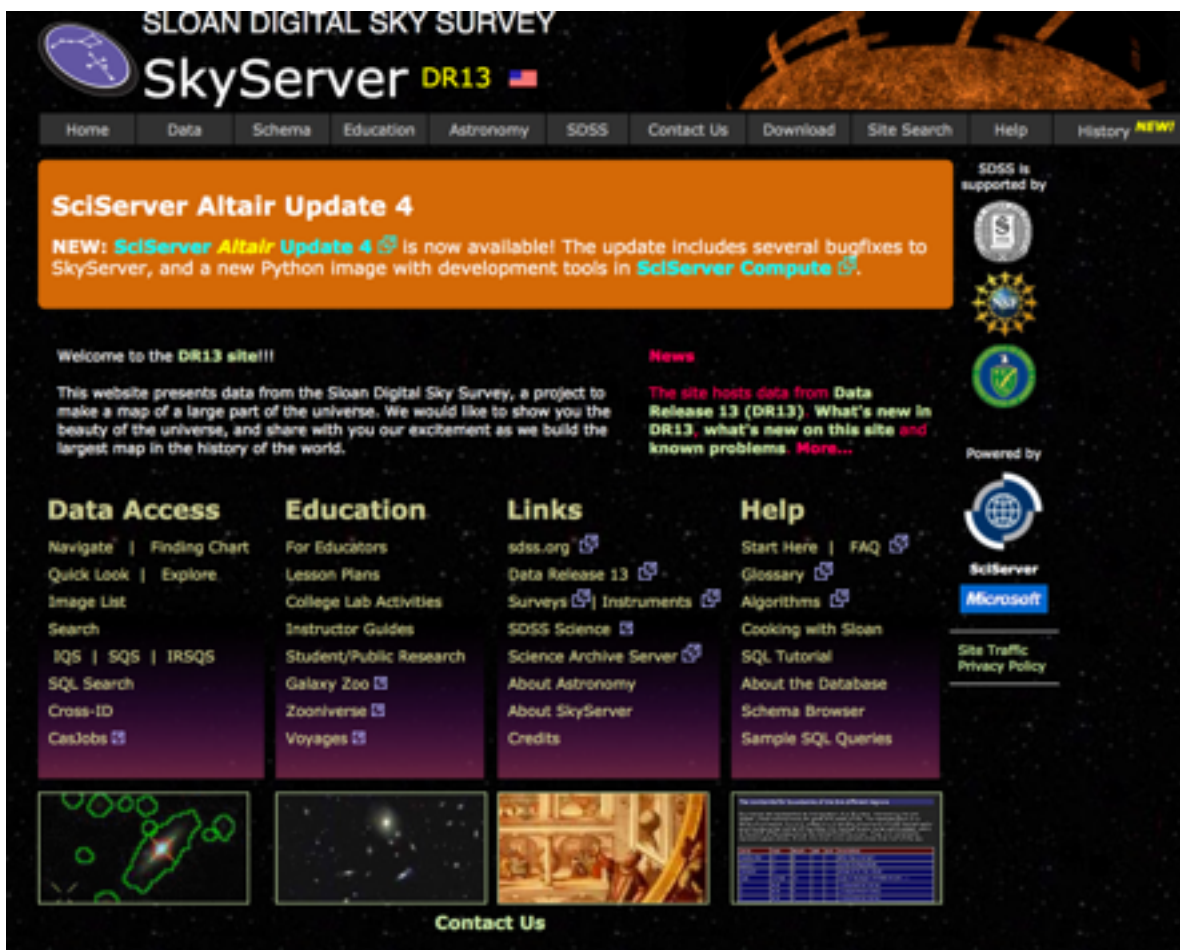 SLOAN DIGITAL SKY SURVEY
SkyServer DR13
Home Data Schema Education Astronomy SDSS Contact Us Download Site Search Help History NEW!
SciServer Altair Update 4
NEW: SciServer Altair Update 4 is now available! The update includes several bugfixes to
SkyServer, and a new Python image with development tools in SciServer Compute .
SDSS is
supported by
Welcome to the DR13 site!!!
This website presents data from the Sloan Digital Sky Survey, a project to
make a map of a large part of the universe. We would like to show you the
beauty of the universe, and share with you our excitement as we build the
largest map in the history of the world.
News
The site hosts data from Data
Release 13 (DR13). What's new in
DR13, what's new on this site and
known problems. More...
Powered by
SciServer
Microsoft
Site Traffic
Privacy Policy
Data Access
Navigate | Finding Chart
Quick Look | Explore
Image List
Search
IQS | SQS | IRSQS
SQL Search
Cross-ID
CasJobs
Education
For Educators
Lesson Plans
College Lab Activities
Instructor Guides
Student/Public Research
Galaxy Zoo
Zooniverse
Voyages
Links
sdss.org
Data Release 13
Surveys | Instruments
SDSS Science
Science Archive Server
About Astronomy
About SkyServer
Credits
Help
Start Here | FAQ
Glossary
Algorithms
Cooking with Sloan
SQL Tutorial
About the Database
Schema Browser
Sample SQL Queries
Contact Us